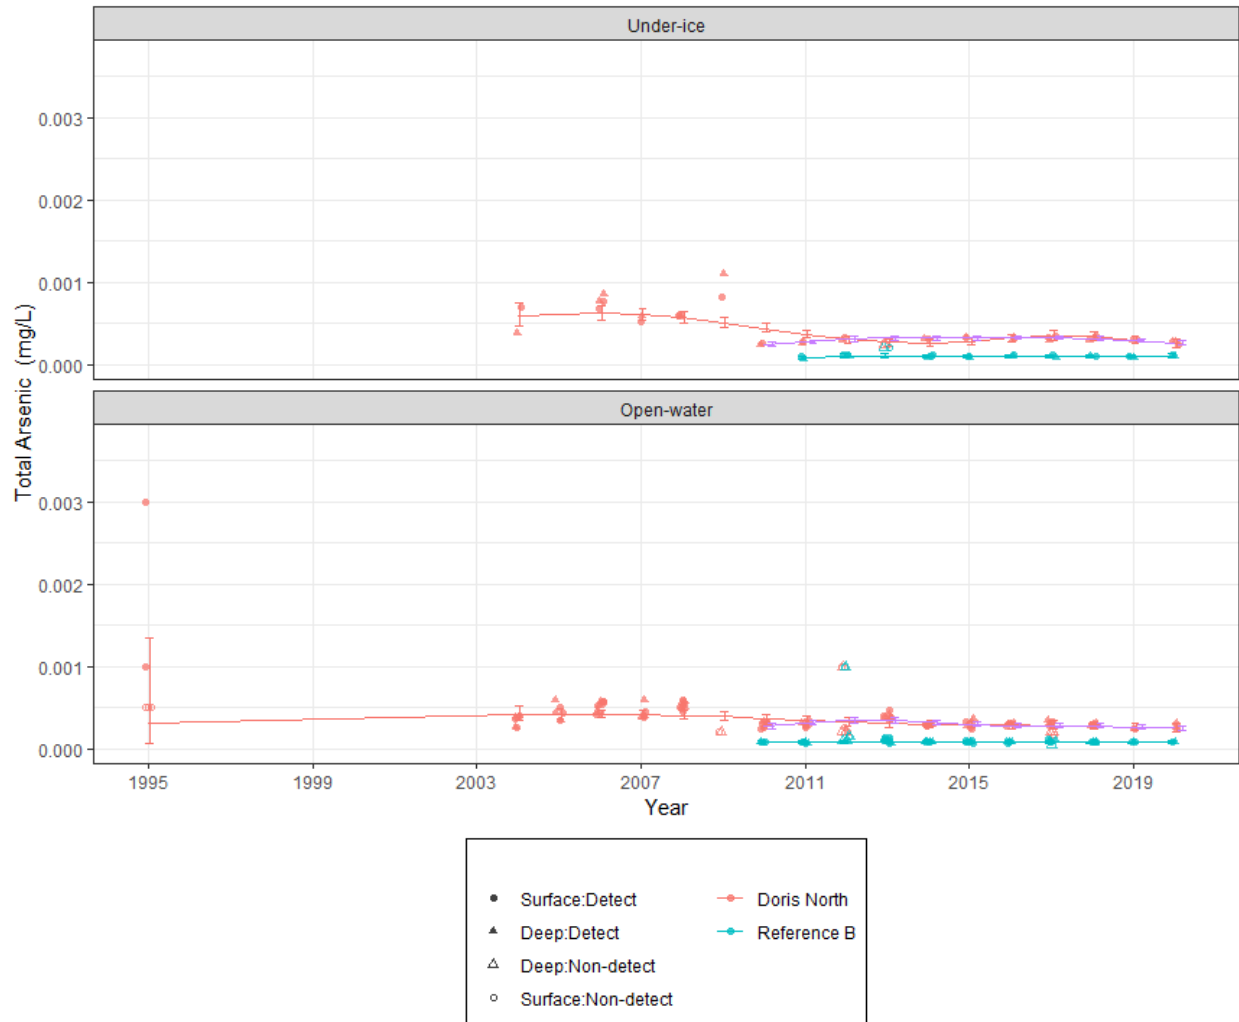 Under-ice
0.003
0.002
0.001
0.000
Total Arsenic (mg/L)
Open-water
0.003
0.002
0.001
0.000
1995 1999 2003 2007 2011 2015 2019
Year
Surface:Detect Doris North
Deep:Detect Reference B
Deep:Non-detect
Surface:Non-detect